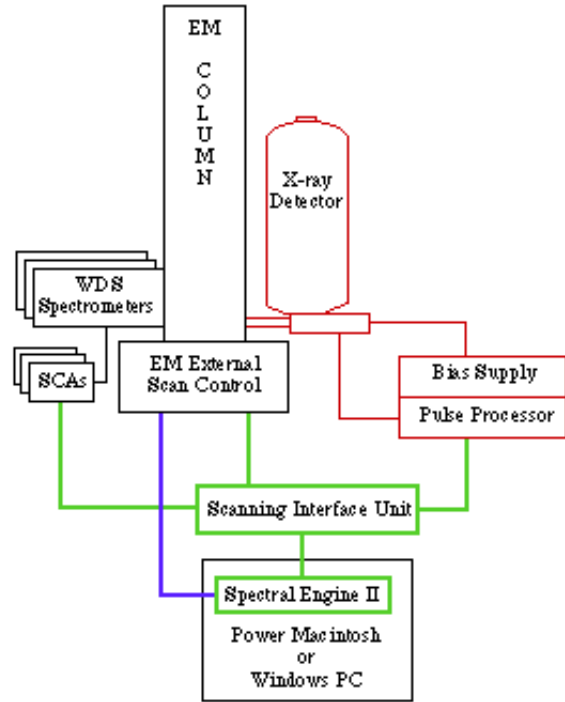 EM
C
O
L
U
M
N
X-ray
Detector
WDS
Spectrometers
SCAs
EM External
Scan Control
Bias Supply
Pulse Processor
Scanning Interface Unit
Spectral Engine II
Power Macintosh
or
Windows PC